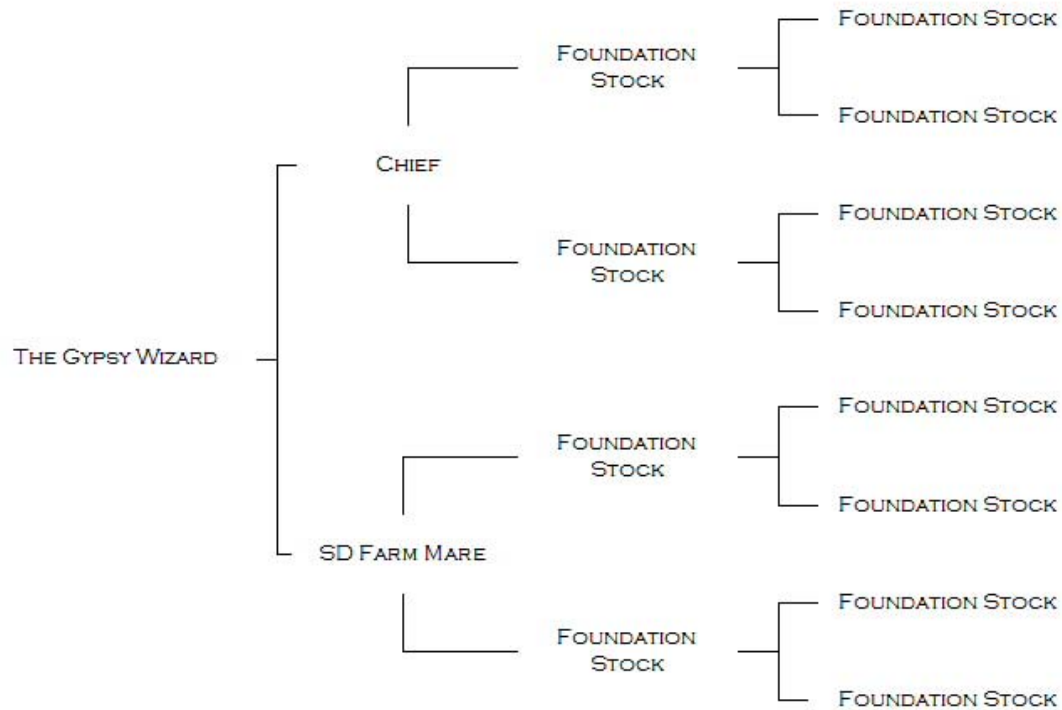 Foundation Stock
Foundation
Stock
Foundation Stock
Chief
Foundation Stock
Foundation
Stock
Foundation Stock
The Gypsy Wizard
Foundation Stock
Foundation
Stock
Foundation Stock
SD Farm Mare
Foundation Stock
Foundation
Stock
Foundation Stock